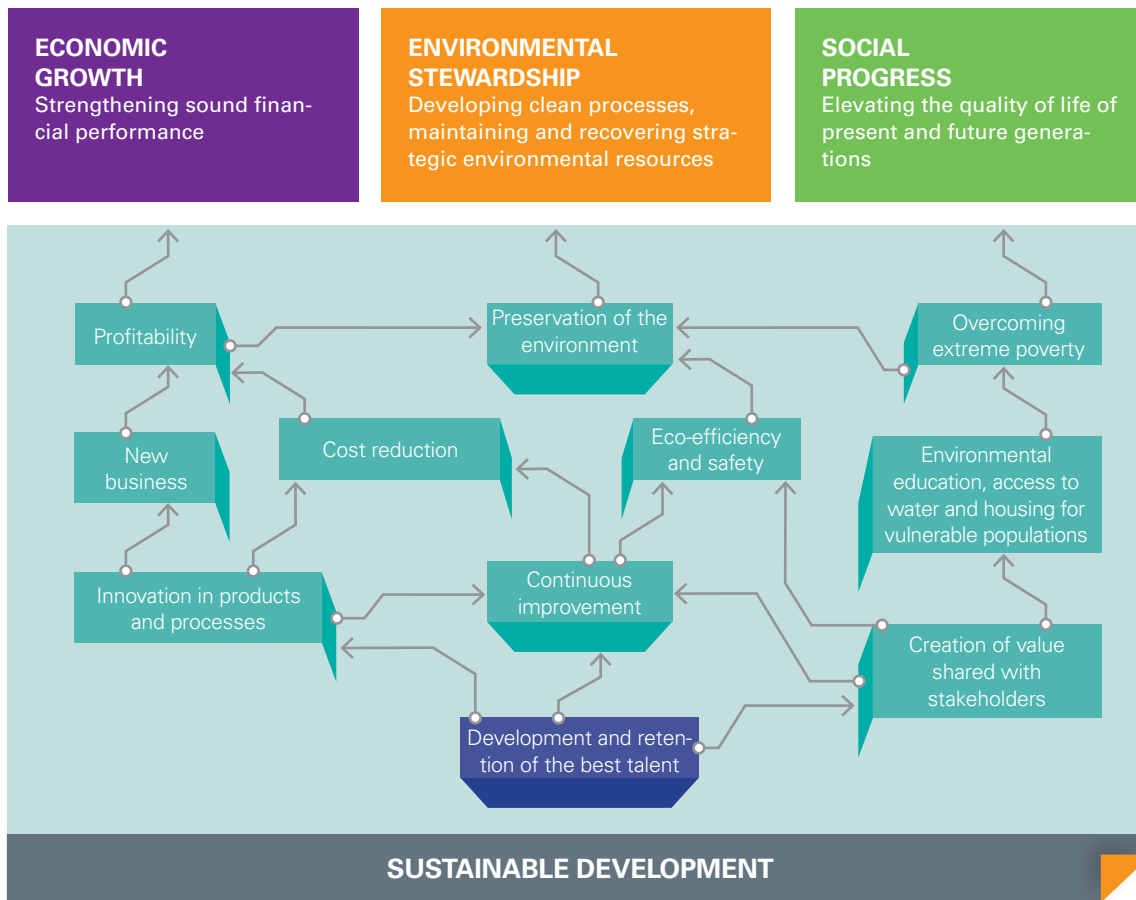 ECONOMIC
GROWTH
Strengthening sound finan-
cial performance
ENVIRONMENTAL
STEWARDSHIP
Developing clean processes,
maintaining and recovering stra-
tegic environmental resources
SOCIAL
PROGRESS
Elevating the quality of life of
present and future genera-
tions
Profitability
Preservation of the
environment
Overcoming
extreme poverty
New
business
Cost reduction
Eco-efficiency
and safety
Environmental
education, access to
water and housing for
vulnerable populations
Innovation in products
and processes
Continuous
improvement
Creation of value
shared with
stakeholders
Development and reten-
tion of the best talent
SUSTAINABLE DEVELOPMENT